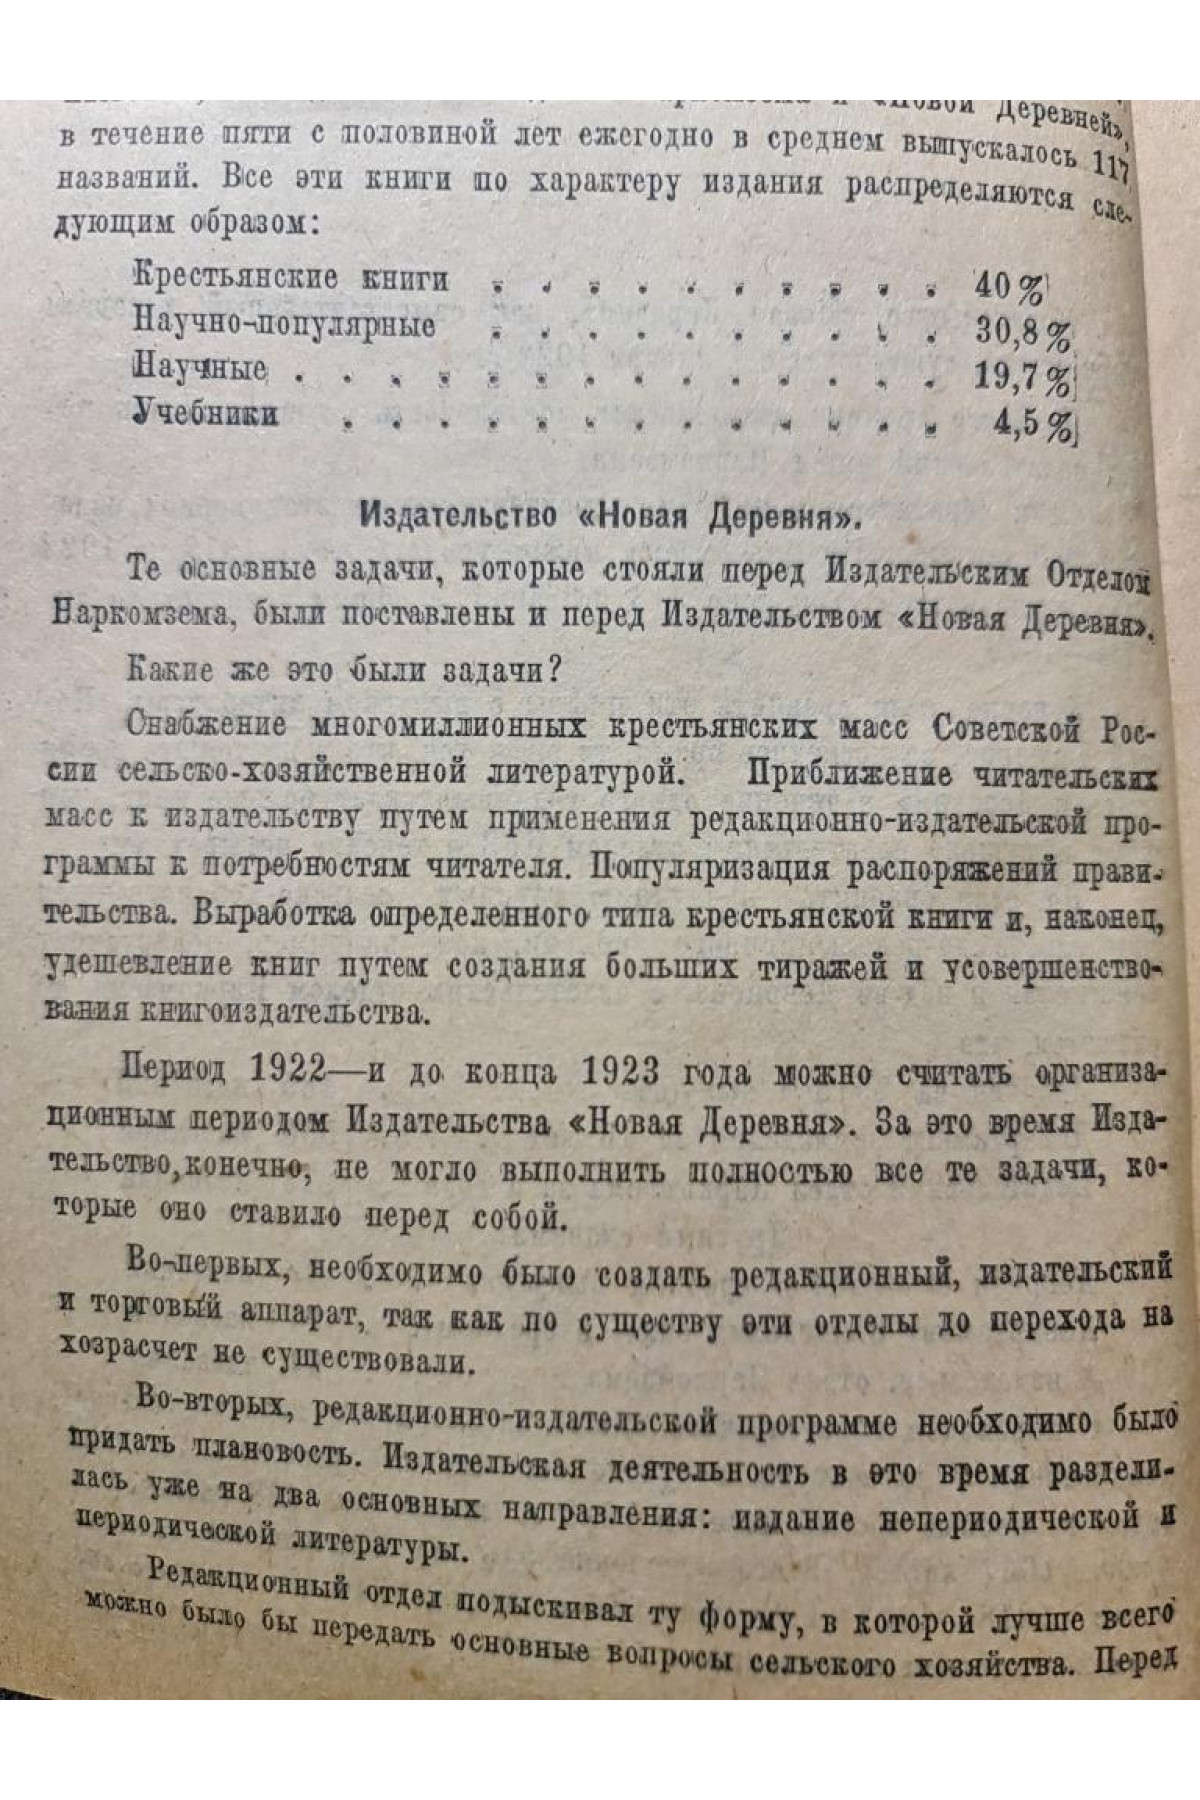 и «Новой Деревней»,
в течение пяти с половиной лет ежегодно в среднем выпускалось 117
названий. Все эти книги по характеру издания распределяются сле-
дующим образом:
Крестьянские книги . . . . . . . . . . 40%
Научно-популярные . . . . . . . . . . 30,8%
Научные . . . . . . . . . . . . . . 19,7%
Учебники . . . . . . . . . . . . . 4,5%
Издательство «Новая Деревня».
Те основные задачи, которые стояли перед Издательским Отделом
Наркомзема, были поставлены и перед Издательством «Новая Деревня».
Какие же это были задачи?
Снабжение многомиллионных крестьянских масс Советской Рос-
сии сельско-хозяйственной литературой. Приближение читательских
масс к издательству путем применения редакционно-издательской про-
граммы к потребностям читателя. Популяризация распоряжений прави-
тельства. Выработка определенного типа крестьянской книги и, наконец,
удешевление книг путем создания больших тиражей и усовершенство-
вания книгоиздательства.
Период 1922—и до конца 1923 года можно считать организа-
ционным периодом Издательства «Новая Деревня». За это время Изда-
тельство, конечно, не могло выполнить полностью все те задачи, ко-
торые оно ставило перед собой.
Во-первых, необходимо было создать редакционный, издательский
и торговый аппарат, так как по существу эти отделы до перехода на
хозрасчет не существовали.
Во-вторых, редакционно-издательской программе необходимо было
придать плановость. Издательская деятельность в это время раздели-
лась уже на два основных направления: издание непериодической и
периодической литературы.
Редакционный отдел подыскивал ту форму, в которой лучше всего
можно было бы передать основные вопросы сельского хозяйства. Перед